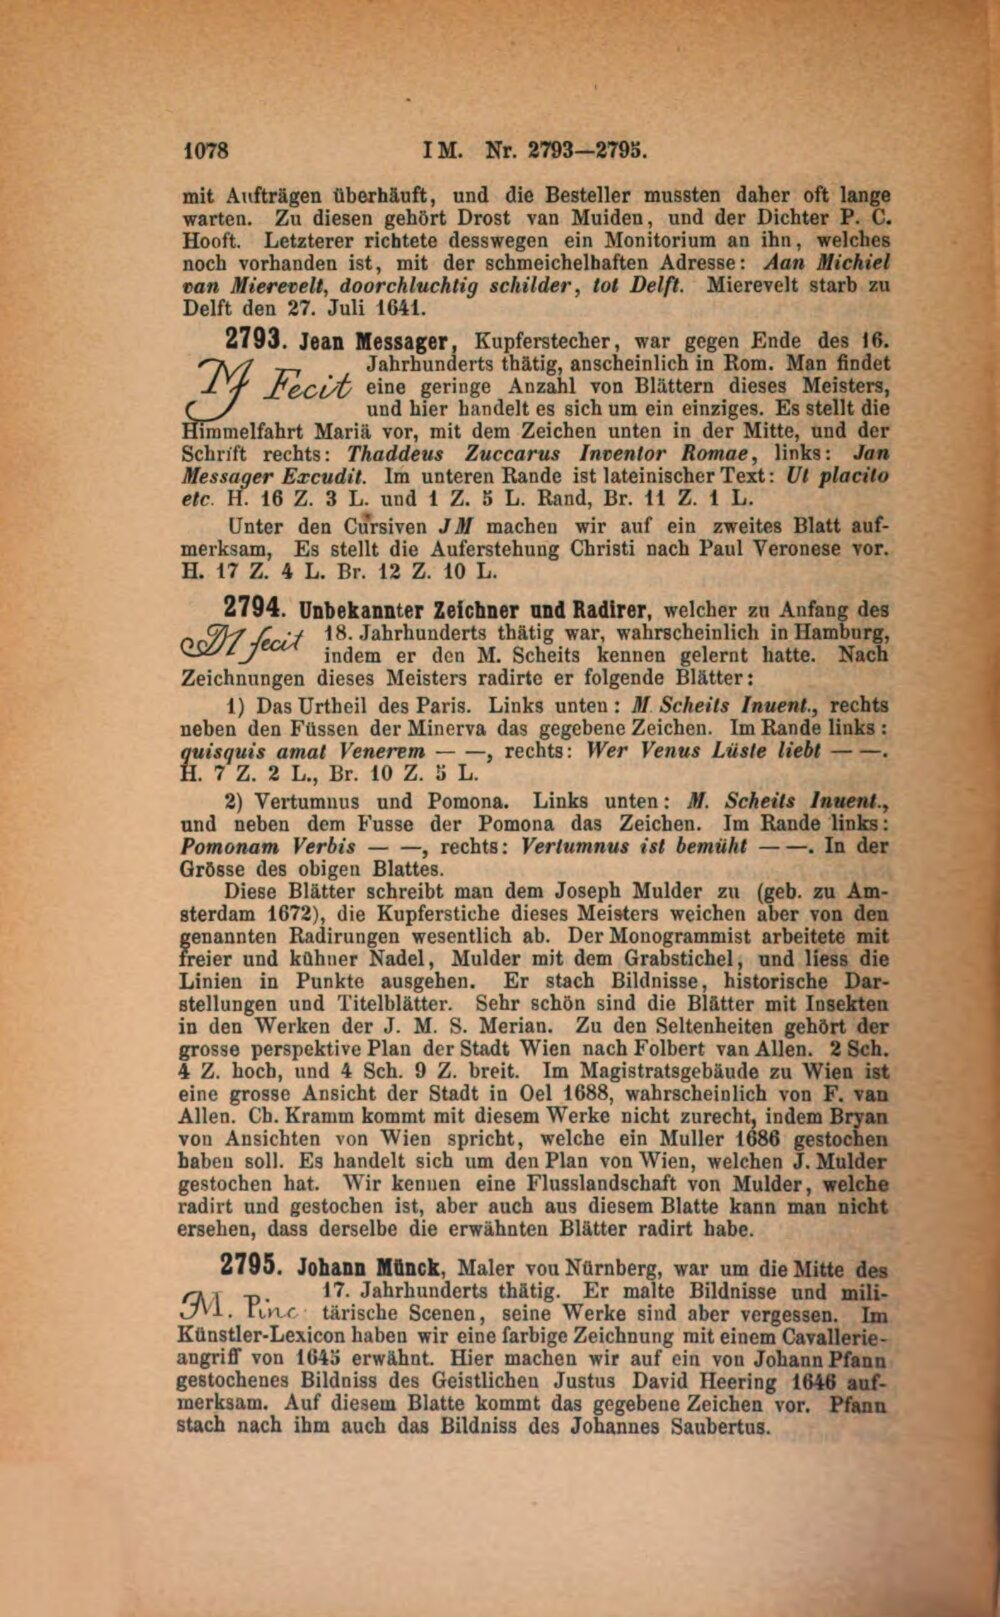 1078 IM. Nr. 2793—2795.
mit Aufträgen überhäuft, und die Besteller mussten daher oft lange
warten. Zu diesen gehört Drost van Muiden, und der Dichter P. C.
Hooft. Letzterer richtete desswegen ein Monitorium an ihn, welches
noch vorhanden ist, mit der schmeichelhaften Adresse: Aan Michiel
van Mierevelt, doorchluchtig schilder, tot Delft. Mierevelt starb zu
Delft den 27. Juli 1641.
2793. Jean Messager, Kupferstecher, war gegen Ende des 16.
Jahrhunderts thätig, anscheinlich in Rom. Man findet
JM Fecit eine geringe Anzahl von Blättern dieses Meisters,
und hier handelt es sich um ein einziges. Es stellt die
Himmelfahrt Mariä vor, mit dem Zeichen unten in der Mitte, und der
Schrift rechts: Thaddeus Zuccarus Inventor Romae, links: Jan
Messager Excudit. Im unteren Rande ist lateinischer Text: Ut placito
etc. H. 16 Z. 3 L. und 1 Z. 5 L. Rand, Br. 11 Z. 1 L.
Unter den Cursiven JM machen wir auf ein zweites Blatt auf-
merksam, Es stellt die Auferstehung Christi nach Paul Veronese vor.
H. 17 Z. 4 L. Br. 12 Z. 10 L.
2794. Unbekannter Zeichner und Radirer, welcher zu Anfang des
JM fecit 18. Jahrhunderts thätig war, wahrscheinlich in Hamburg,
indem er den M. Scheits kennen gelernt hatte. Nach
Zeichnungen dieses Meisters radirte er folgende Blätter:
1) Das Urtheil des Paris. Links unten: M. Scheits Inuent., rechts
neben den Füssen der Minerva das gegebene Zeichen. Im Rande links:
quisquis amat Venerem — —, rechts: Wer Venus Lüste liebt — —.
H. 7 Z. 2 L., Br. 10 Z. 5 L.
2) Vertumnus und Pomona. Links unten: M. Scheits Inuent.,
und neben dem Fusse der Pomona das Zeichen. Im Rande links:
Pomonam Verbis — —, rechts: Vertumnus ist bemüht — —. In der
Grösse des obigen Blattes.
Diese Blätter schreibt man dem Joseph Mulder zu (geb. zu Am-
sterdam 1672), die Kupferstiche dieses Meisters weichen aber von den
genannten Radirungen wesentlich ab. Der Monogrammist arbeitete mit
freier und kühner Nadel, Mulder mit dem Grabstichel, und liess die
Linien in Punkte ausgehen. Er stach Bildnisse, historische Dar-
stellungen und Titelblätter. Sehr schön sind die Blätter mit Insekten
in den Werken der J. M. S. Merian. Zu den Seltenheiten gehört der
grosse perspektive Plan der Stadt Wien nach Folbert van Allen. 2 Sch.
4 Z. hoch, und 4 Sch. 9 Z. breit. Im Magistratsgebäude zu Wien ist
eine grosse Ansicht der Stadt in Oel 1688, wahrscheinlich von F. van
Allen. Ch. Kramm kommt mit diesem Werke nicht zurecht, indem Bryan
von Ansichten von Wien spricht, welche ein Muller 1686 gestochen
haben soll. Es handelt sich um den Plan von Wien, welchen J. Mulder
gestochen hat. Wir kennen eine Flusslandschaft von Mulder, welche
radirt und gestochen ist, aber auch aus diesem Blatte kann man nicht
ersehen, dass derselbe die erwähnten Blätter radirt habe.
2795. Johann Münck, Maler von Nürnberg, war um die Mitte des
17. Jahrhunderts thätig. Er malte Bildnisse und mili-
JM. Pinc tärische Scenen, seine Werke sind aber vergessen. Im
Künstler-Lexicon haben wir eine farbige Zeichnung mit einem Cavallerie-
angriff von 1645 erwähnt. Hier machen wir auf ein von Johann Pfann
gestochenes Bildniss des Geistlichen Justus David Heering 1646 auf-
merksam. Auf diesem Blatte kommt das gegebene Zeichen vor. Pfann
stach nach ihm auch das Bildniss des Johannes Saubertus.